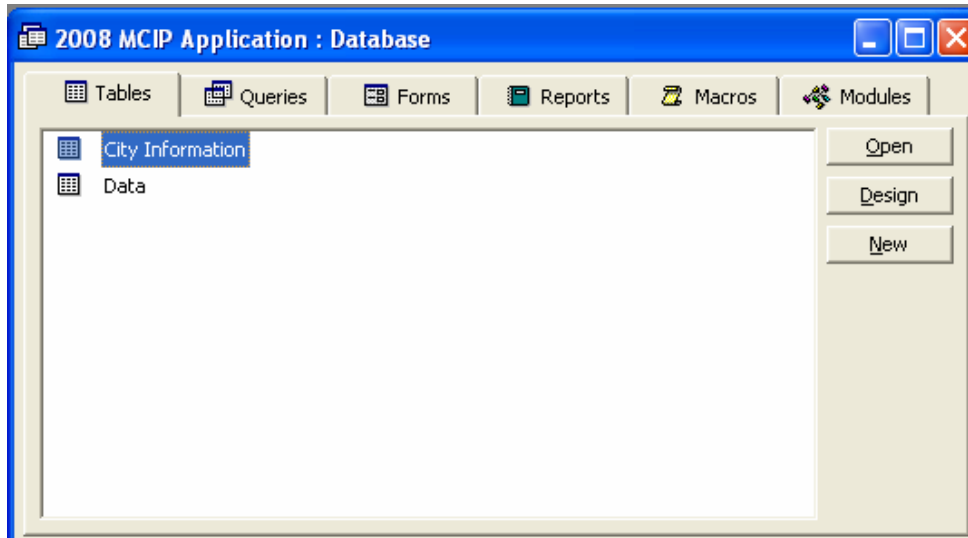 2008 MCIP Application : Database
Tables Queries Forms Reports Macros Modules
City Information
Data
Open
Design
New